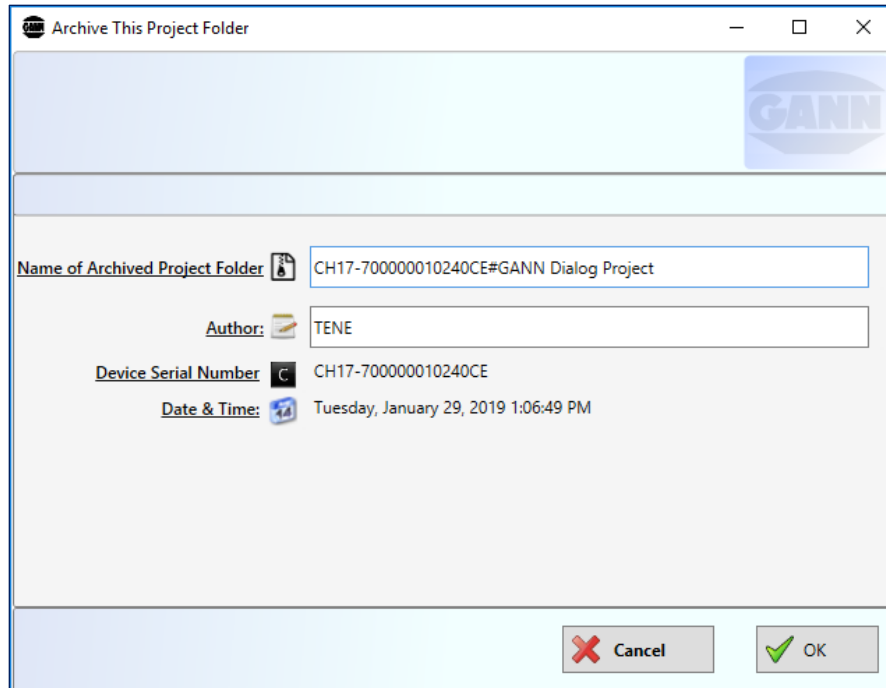 Archive This Project Folder
GANN
Name of Archived Project Folder CH17-700000010240CE#GANN Dialog Project
Author: TENE
Device Serial Number C CH17-700000010240CE
Date & Time: 14 Tuesday, January 29, 2019 1:06:49 PM
Cancel OK